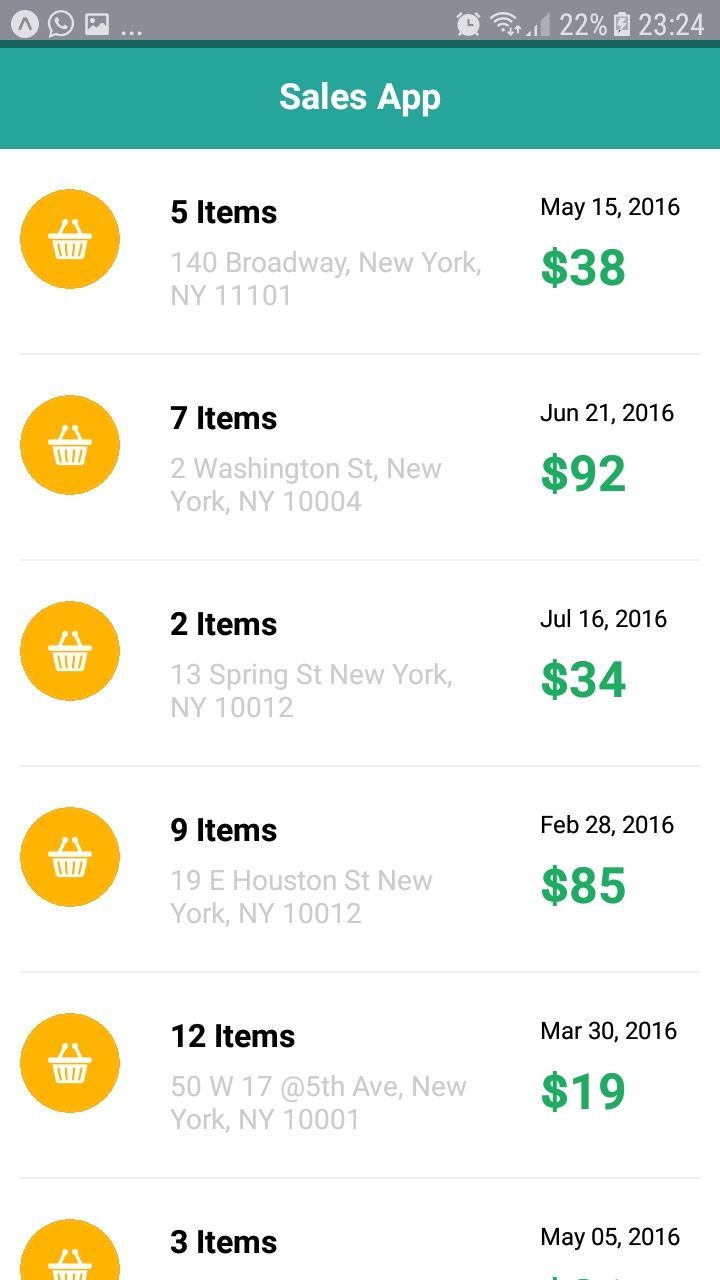 ... 22% 23:24
Sales App
5 Items
May 15, 2016
140 Broadway, New York,
NY 11101
$38
7 Items
Jun 21, 2016
2 Washington St, New
York, NY 10004
$92
2 Items
Jul 16, 2016
13 Spring St New York,
NY 10012
$34
9 Items
Feb 28, 2016
19 E Houston St New
York, NY 10012
$85
12 Items
Mar 30, 2016
50 W 17 @5th Ave, New
York, NY 10001
$19
3 Items
May 05, 2016